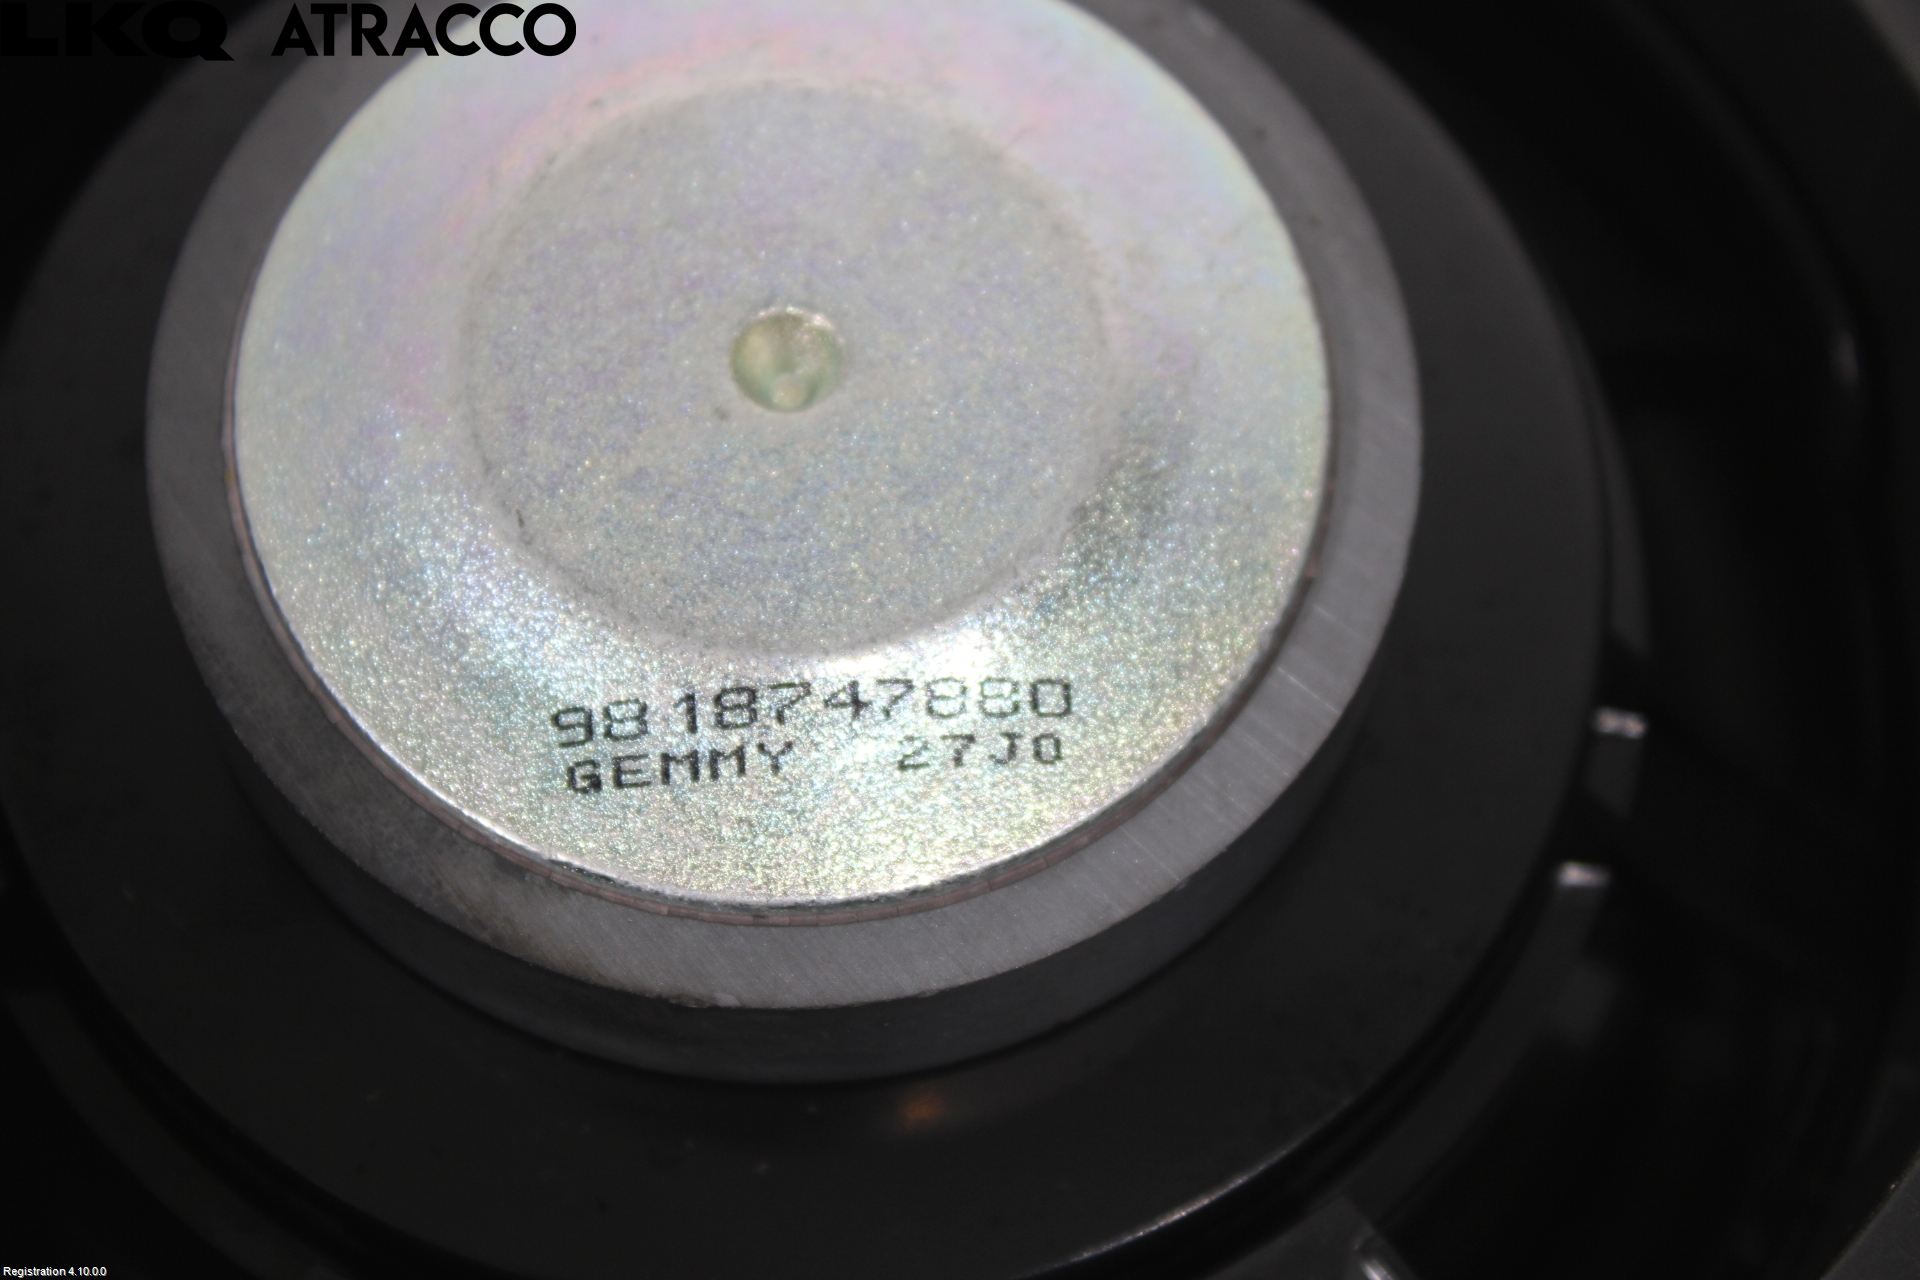 LKQ ATRACCO
9818747880
GEMMY 27J0
Registration 4.10.0.0